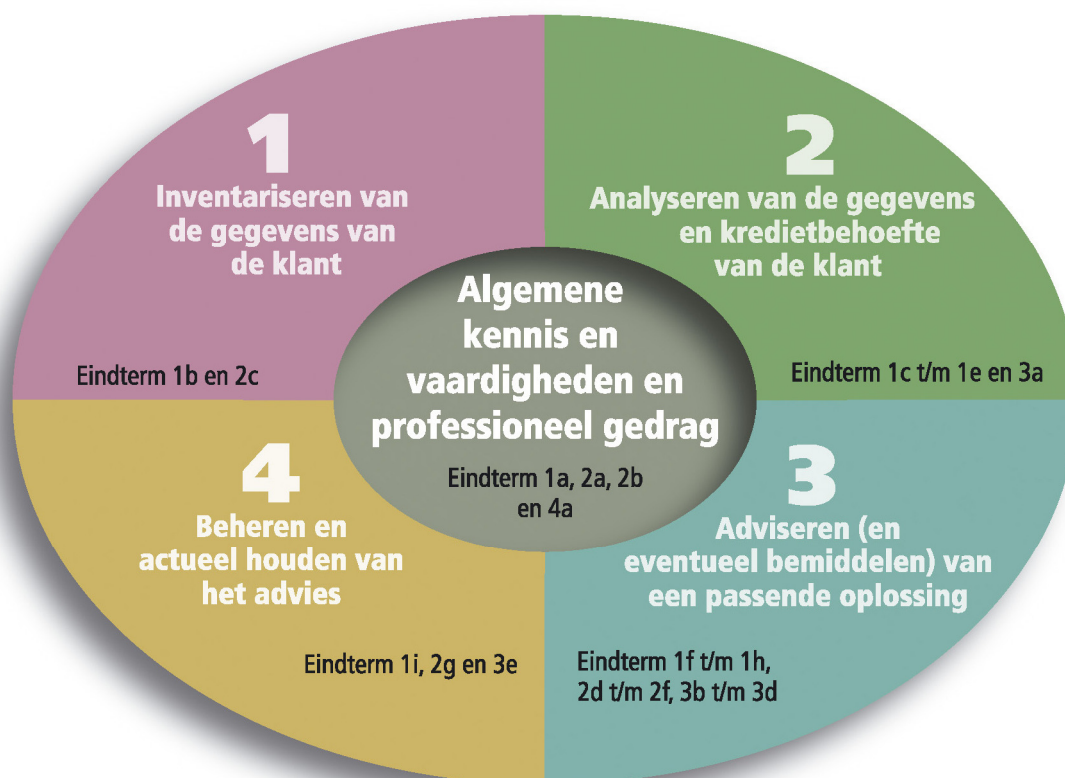 1
Inventariseren van
de gegevens van
de klant
Eindterm 1b en 2c
2
Analyseren van de gegevens
en kredietbehoefte
van de klant
Eindterm 1c t/m 1e en 3a
Algemene
kennis en
vaardigheden en
professioneel gedrag
Eindterm 1a, 2a, 2b
en 4a
4
Beheren en
actueel houden van
het advies
Eindterm 1i, 2g en 3e
3
Adviseren (en
eventueel bemiddelen) van
een passende oplossing
Eindterm 1f t/m 1h,
2d t/m 2f, 3b t/m 3d